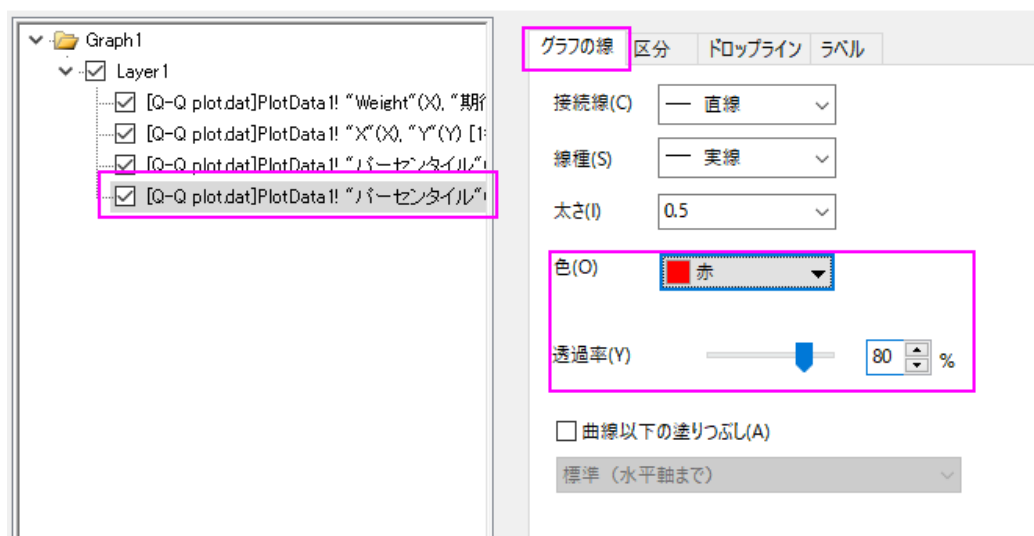 Graph1
Layer1
[Q-Q plot.dat]PlotData1! "Weight"(X), "期
[Q-Q plot.dat]PlotData1! "X"(X), "Y"(Y) [1
[Q-Q plot.dat]PlotData1! "パーセンタイル"
[Q-Q plot.dat]PlotData1! "パーセンタイル"
グラフの線 区分 ドロップライン ラベル
接続線(C) 直線
線種(S) 実線
太さ(I) 0.5
色(O) 赤
透過率(Y) 80 %
曲線以下の塗りつぶし(A)
標準（水平軸まで）